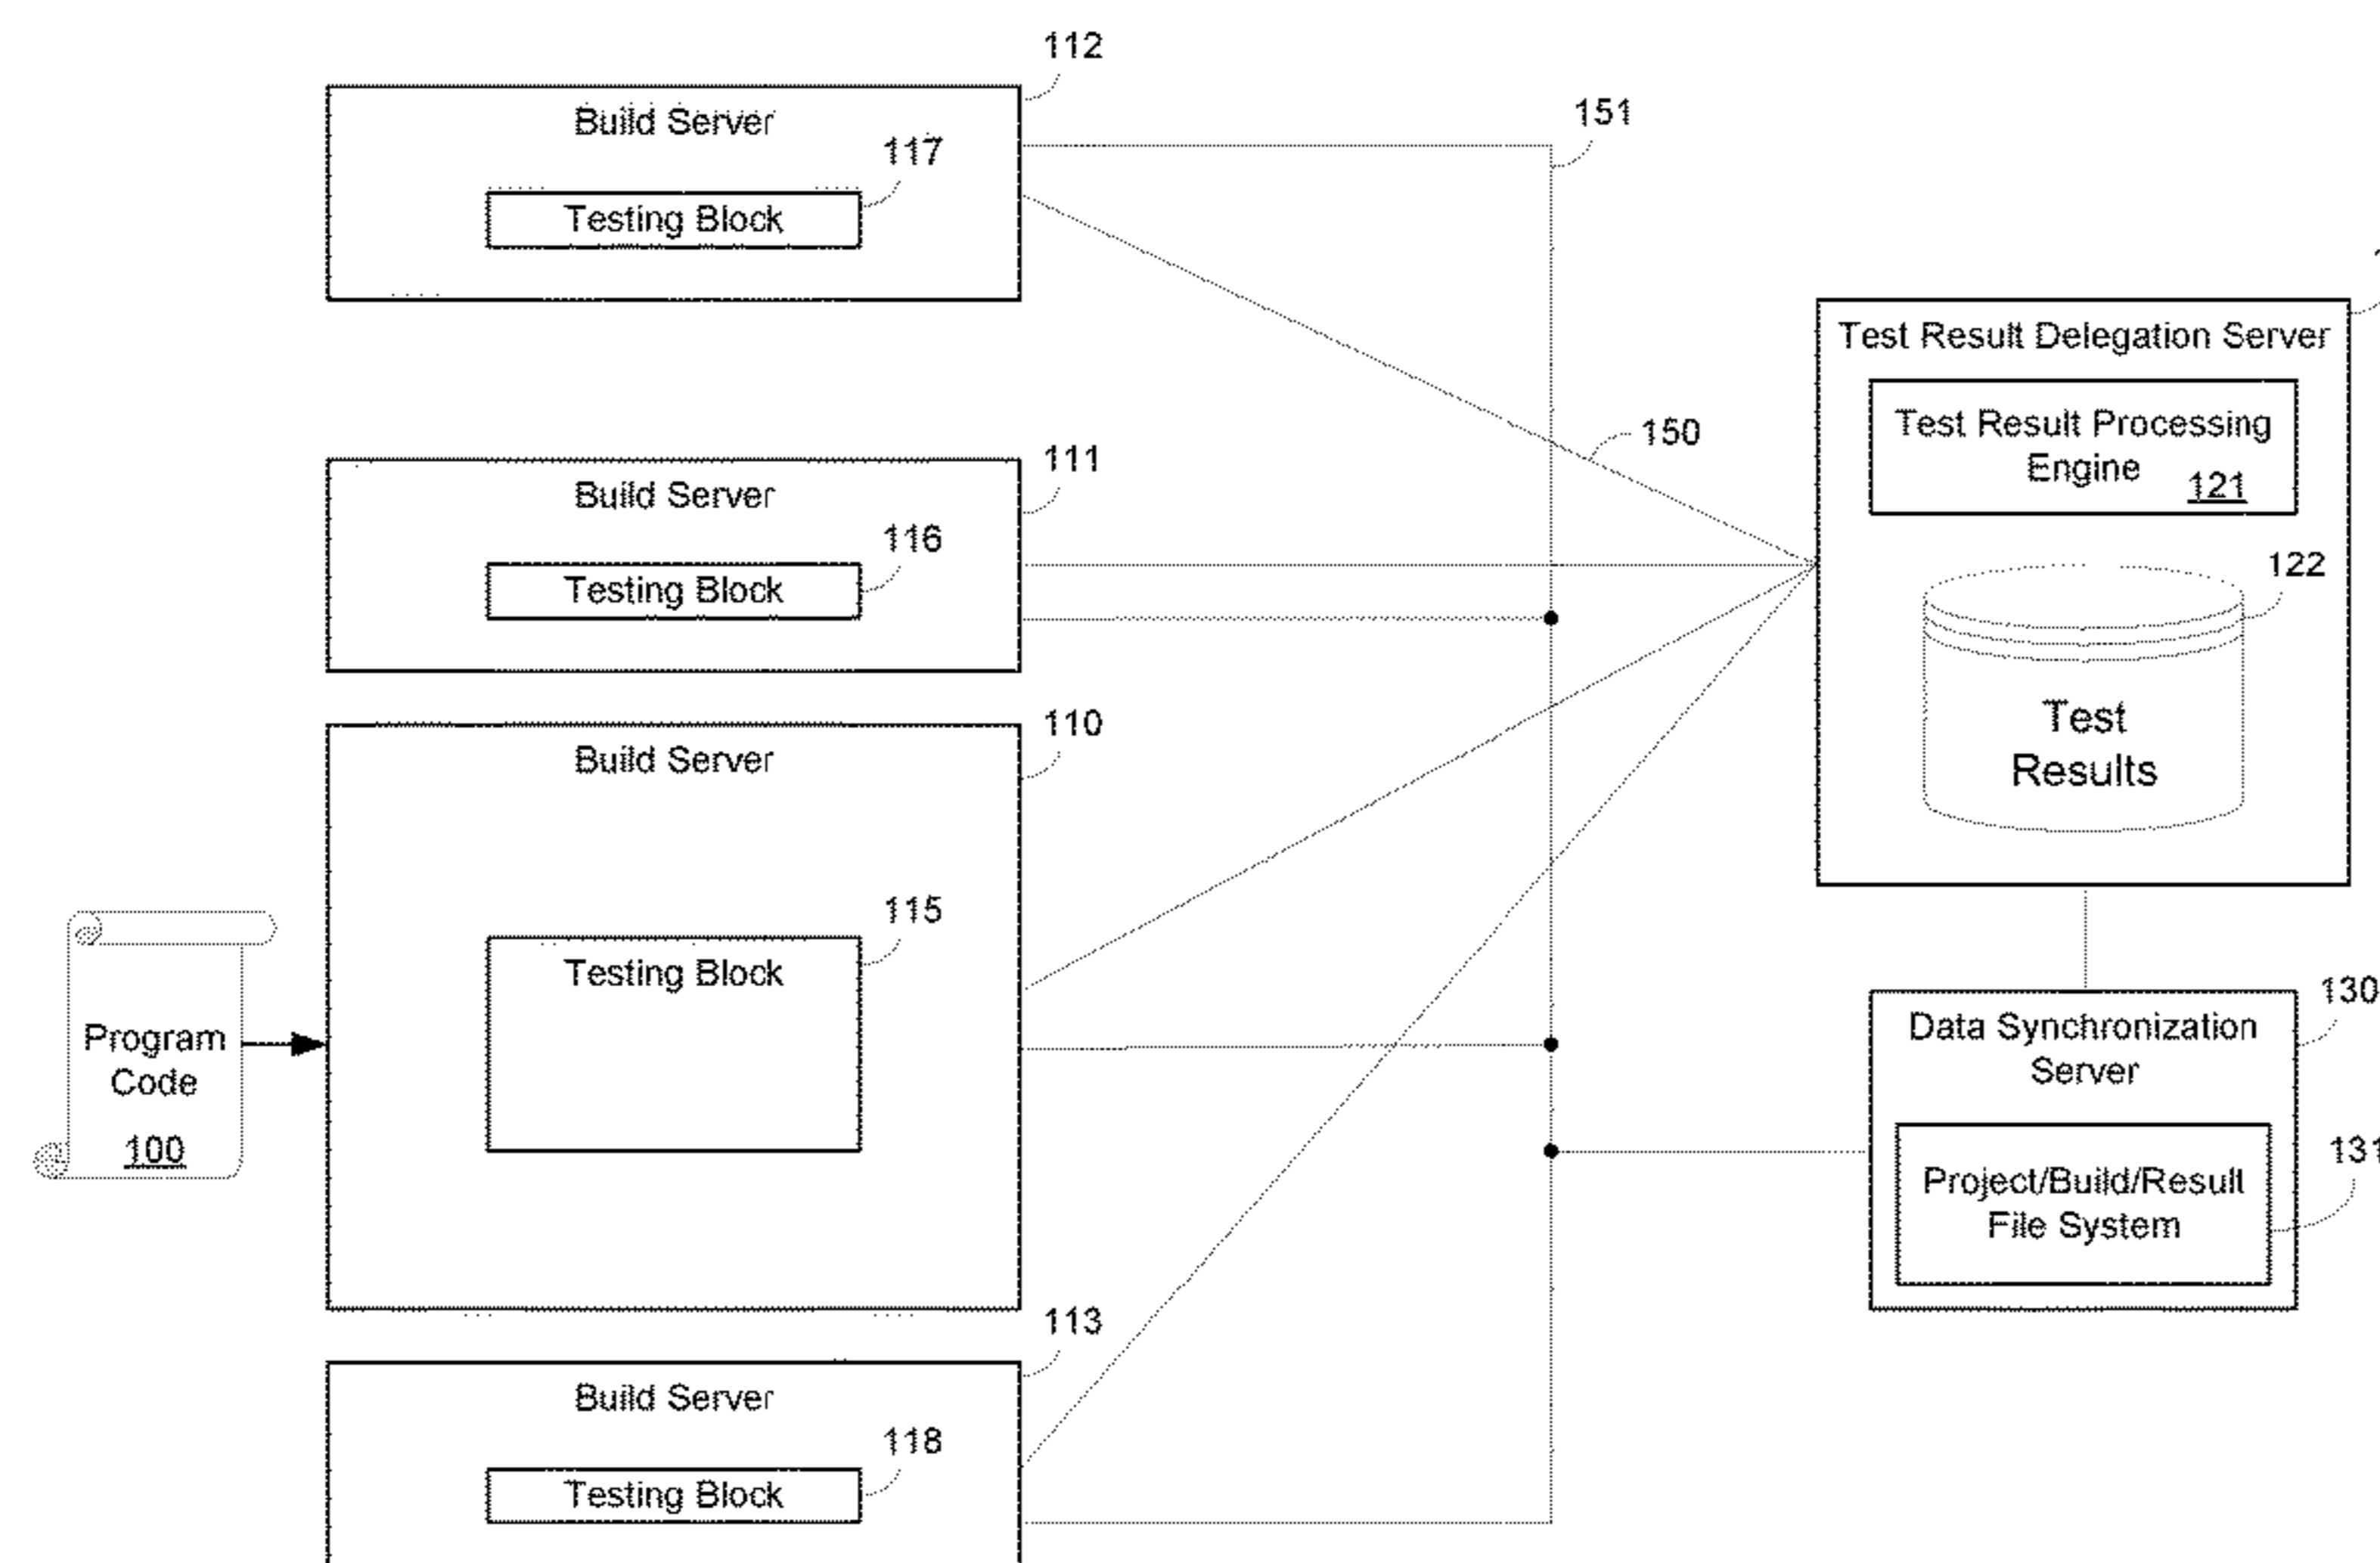 112
Build Server
117
Testing Block
151
111
Build Server
116
Testing Block
150
Test Result Delegation Server
Test Result Processing
Engine
121
122
Test
Results
110
Build Server
115
Testing Block
Program
Code
100
130
Data Synchronization
Server
131
Project/Build/Result
File System
113
Build Server
118
Testing Block